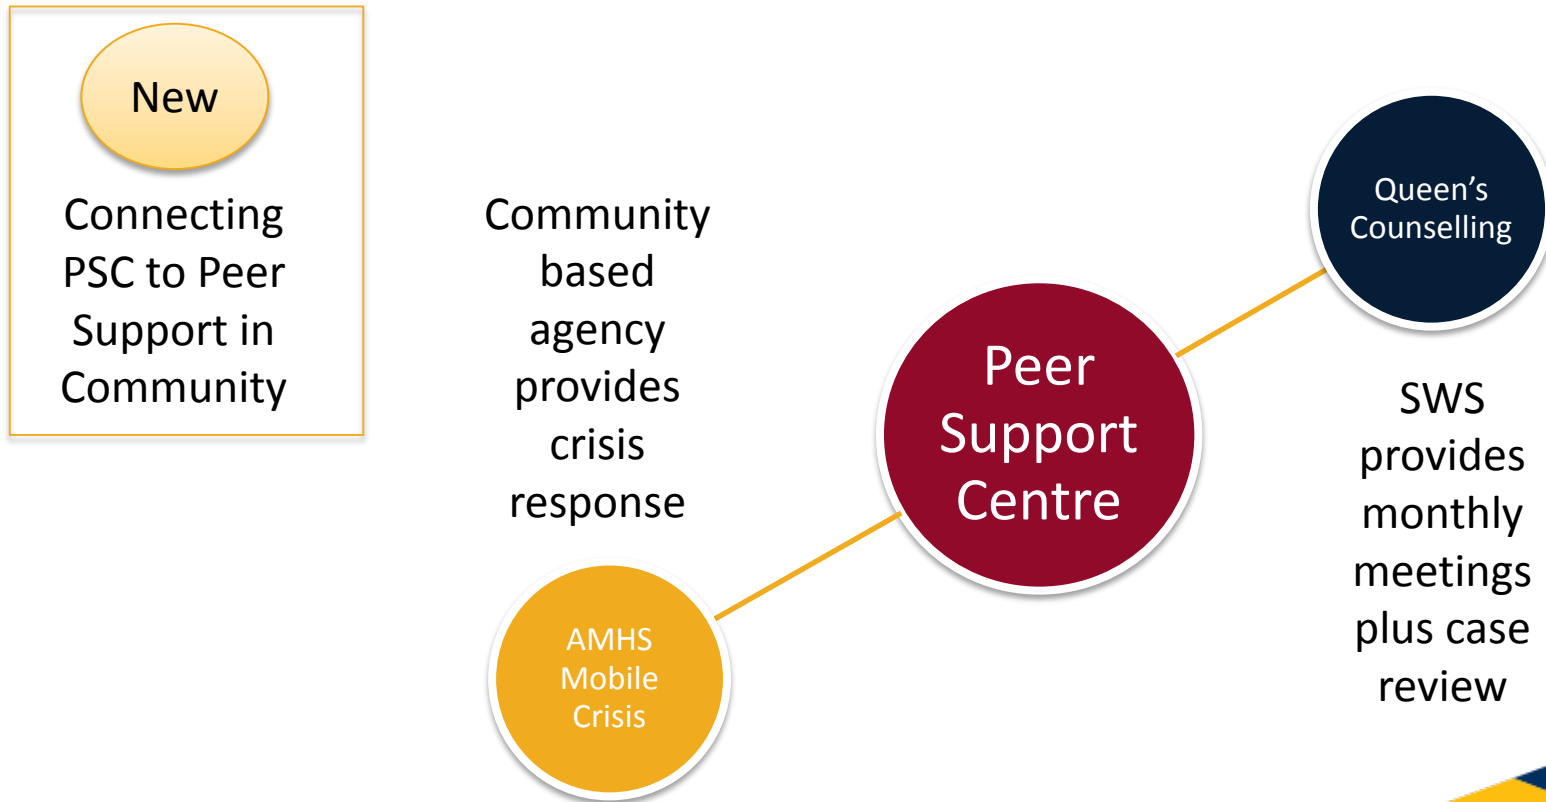 New
Connecting
PSC to Peer
Support in
Community
Community
based
agency
provides
crisis
response
AMHS
Mobile
Crisis
Peer
Support
Centre
Queen’s
Counselling
SWS
provides
monthly
meetings
plus case
review